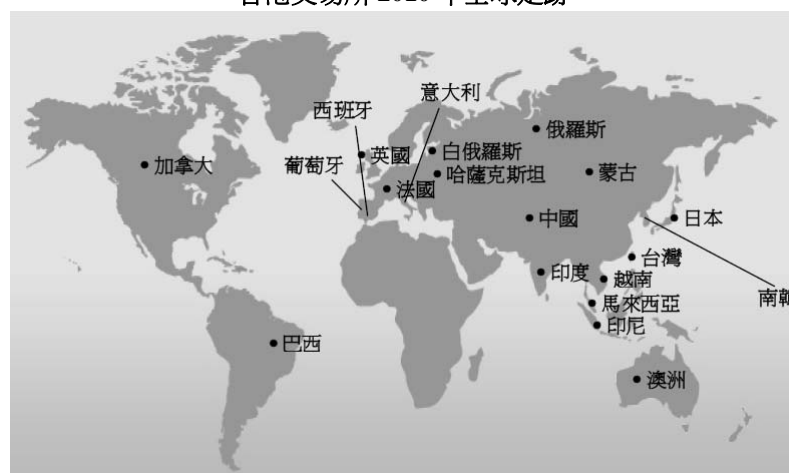 意大利
西班牙
俄羅斯
英國
白俄羅斯
加拿大
葡萄牙
哈薩克斯坦
蒙古
法國
中國
日本
台灣
印度
越南
南韓
馬來西亞
印尼
巴西
澳洲